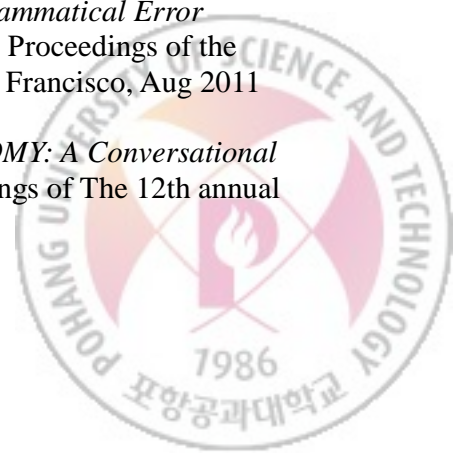 ammatical Error
Proceedings of the
Francisco, Aug 2011
OMY: A Conversational
ngs of The 12th annual
POHANG UNIVERSITY OF SCIENCE AND TECHNOLOGY
1986
포항공과대학교